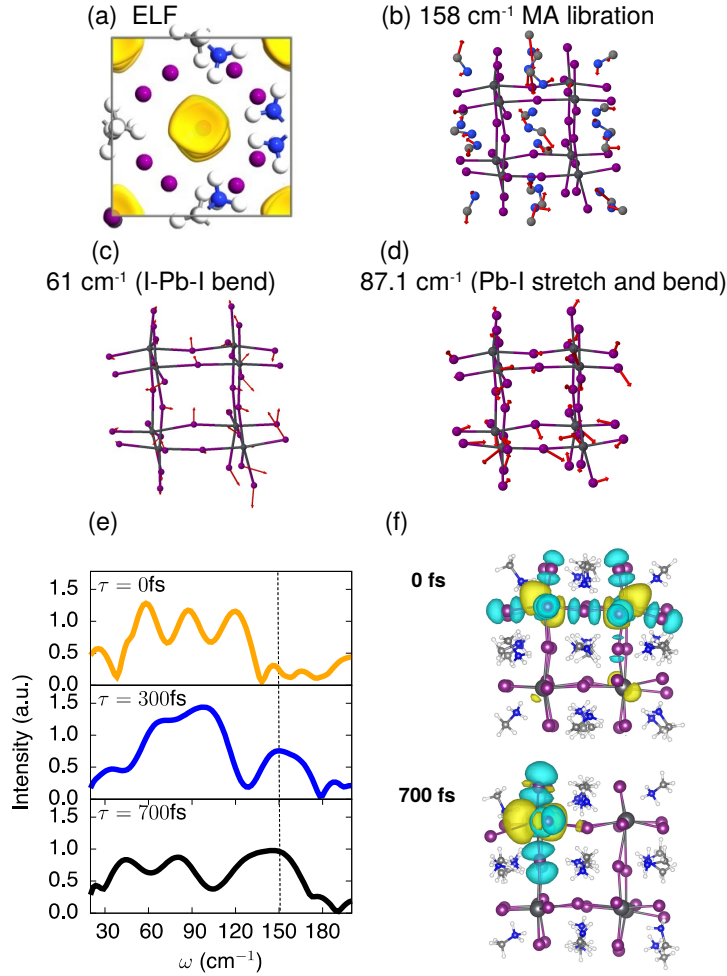 (a) ELF
(b) 158 cm⁻¹ MA libration
(c)
61 cm⁻¹ (I-Pb-I bend)
(d)
87.1 cm⁻¹ (Pb-I stretch and bend)
(e)
Intensity (a.u.)
1.5
1.0
0.5
0.0
τ = 0fs
1.5
1.0
0.5
0.0
τ = 300fs
1.5
1.0
0.5
0.0
τ = 700fs
30 60 90 120 150 180
ω (cm⁻¹)
(f)
0 fs
700 fs